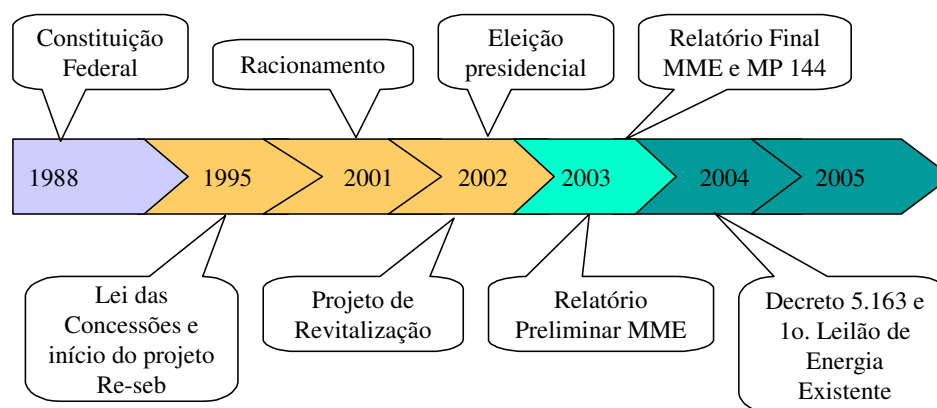 Constituição
Federal
Racionamento
Eleição
presidencial
Relatório Final
MME e MP 144
1988
1995
2001
2002
2003
2004
2005
Lei das
Concessões e
início do projeto
Re-seb
Projeto de
Revitalização
Relatório
Preliminar MME
Decreto 5.163 e
1o. Leilão de
Energia
Existente